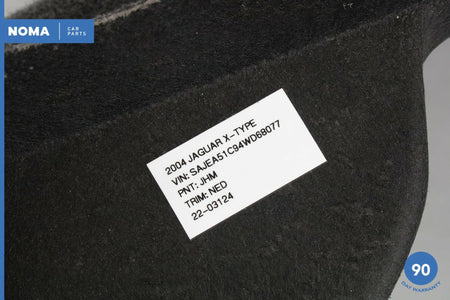 NOMA
CAR
PARTS
2004 JAGUAR X-TYPE
VIN: SAJEA51C94WD68077
PNT: JHM
TRIM: NED
22-03124
90
DAY WARRANTY